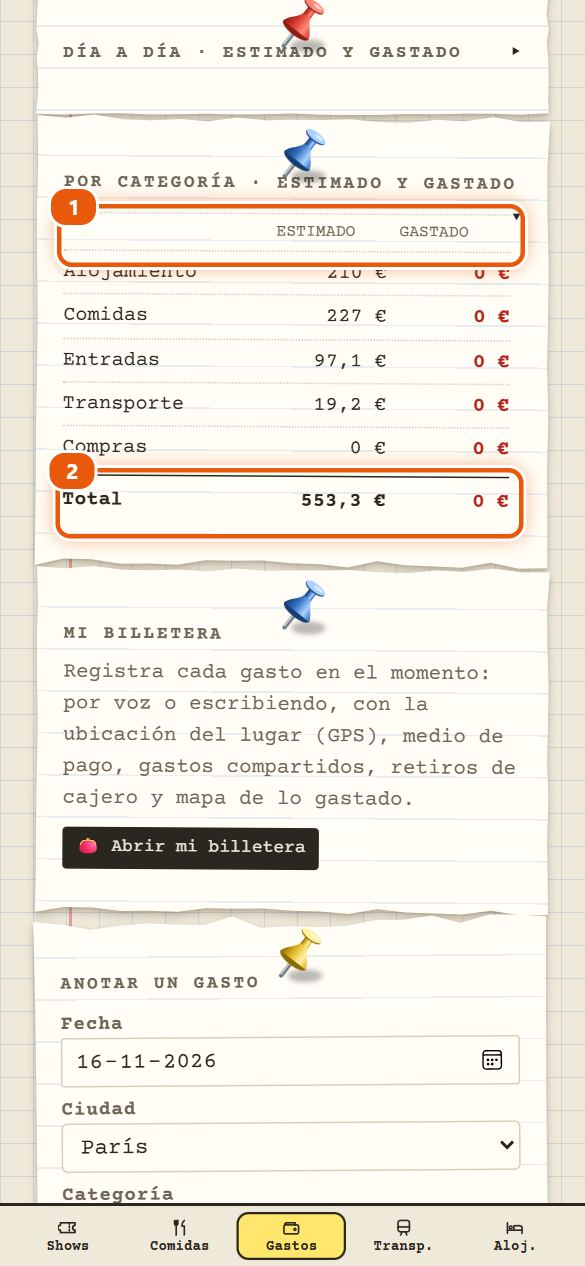 DÍA A DÍA · ESTIMADO Y GASTADO
POR CATEGORÍA · ESTIMADO Y GASTADO
1
ESTIMADO GASTADO
Alojamiento 210 € 0 €
Comidas 227 € 0 €
Entradas 97,1 € 0 €
Transporte 19,2 € 0 €
Compras 0 € 0 €
2
Total 553,3 € 0 €
MI BILLETERA
Registra cada gasto en el momento:
por voz o escribiendo, con la
ubicación del lugar (GPS), medio de
pago, gastos compartidos, retiros de
cajero y mapa de lo gastado.
Abrir mi billetera
ANOTAR UN GASTO
Fecha
16-11-2026
Ciudad
París
Categoría
Shows Comidas Gastos Transp. Aloj.